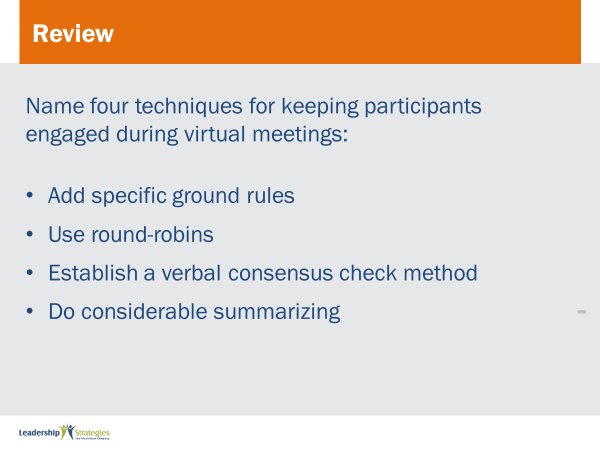 Review
Name four techniques for keeping participants
engaged during virtual meetings:
• Add specific ground rules
• Use round-robins
• Establish a verbal consensus check method
• Do considerable summarizing
Leadership Strategies
The Facilitation Company